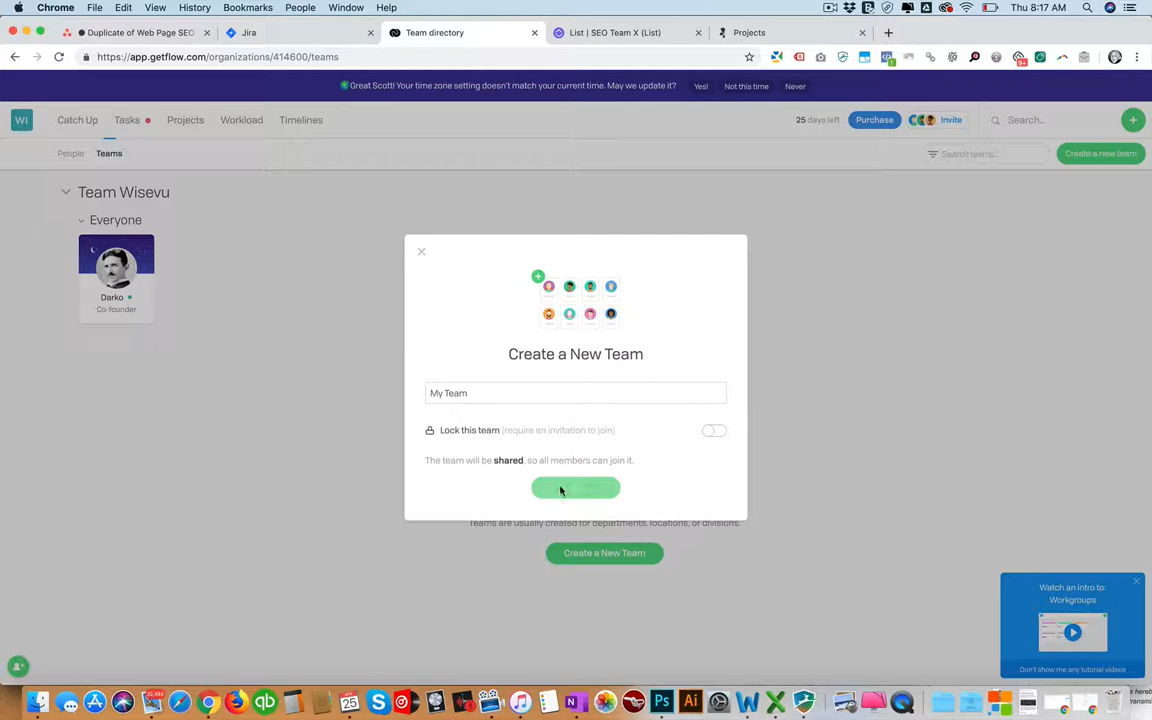 Chrome File Edit View History Bookmarks People Window Help Thu 8:17 AM
Duplicate of Web Page SEO Jira Team directory List | SEO Team X (List) Projects
https://app.getflow.com/organizations/414600/teams
Great Scott! Your time zone setting doesn't match your current time. May we update it? Yes! Not this time Never
WI Catch Up Tasks Projects Workload Timelines 25 days left Purchase Invite Search...
People Teams Search teams... Create a new team
Team Wisevu
Everyone
Darko
Co-founder
Create a New Team
My Team
Lock this team (require an invitation to join)
The team will be shared, so all members can join it.
Teams are usually created for departments, locations, or divisions.
Create a New Team
Watch an intro to:
Workgroups
Don't show me any tutorial videos